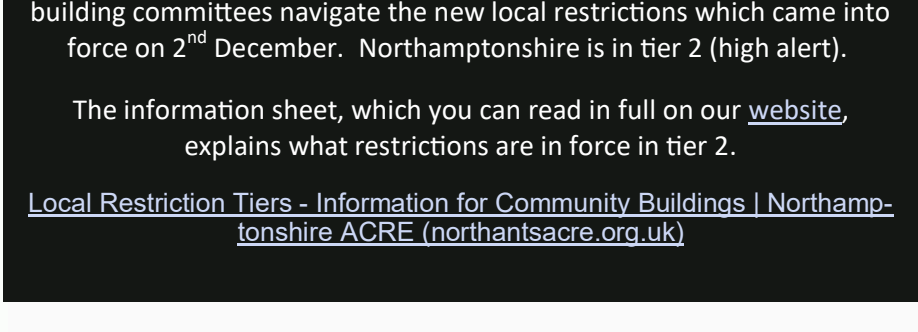 building committees navigate the new local restrictions which came into
force on 2nd December.  Northamptonshire is in tier 2 (high alert).
The information sheet, which you can read in full on our website,
explains what restrictions are in force in tier 2.
Local Restriction Tiers - Information for Community Buildings | Northamp-
tonshire ACRE (northantsacre.org.uk)